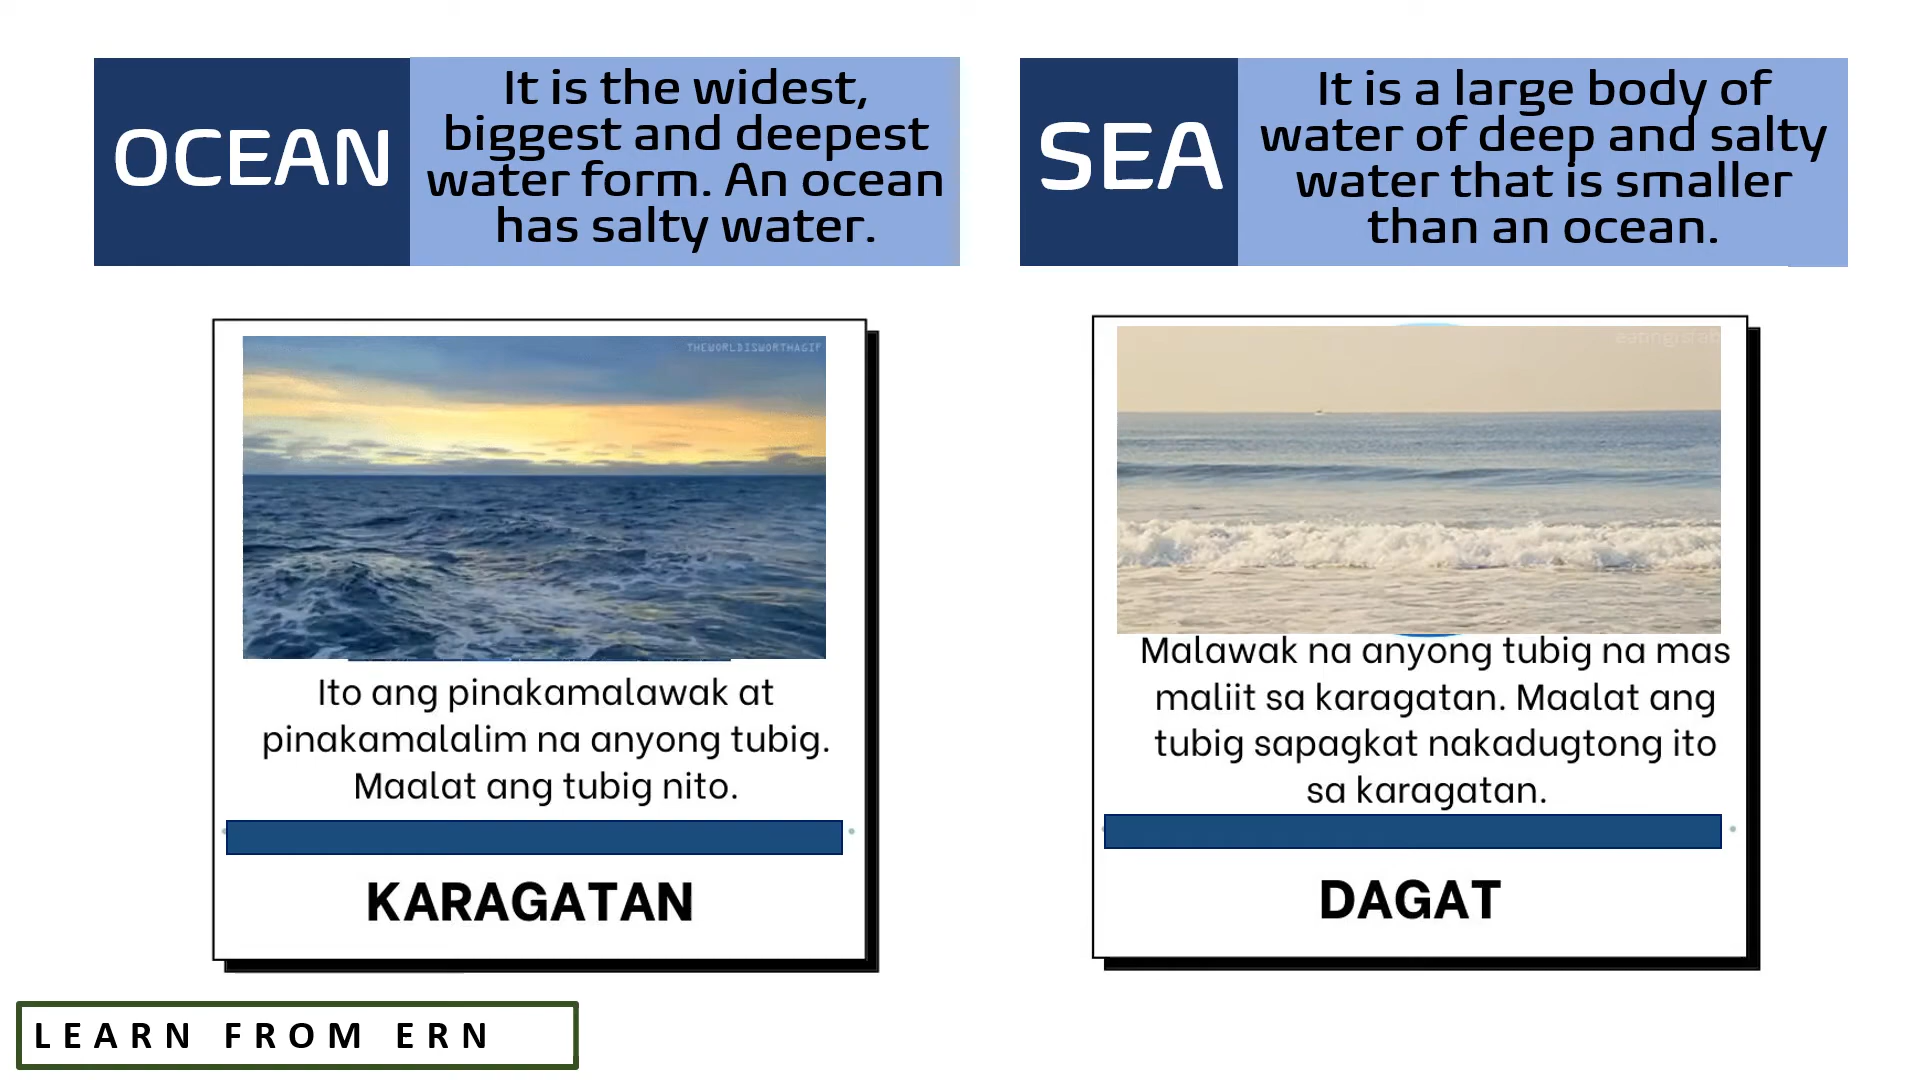 OCEAN
It is the widest,
biggest and deepest
water form. An ocean
has salty water.
SEA
It is a large body of
water of deep and salty
water that is smaller
than an ocean.
THEWORLDISWORTHAGIF
Ito ang pinakamalawak at
pinakamalalim na anyong tubig.
Maalat ang tubig nito.
KARAGATAN
Malawak na anyong tubig na mas
maliit sa karagatan. Maalat ang
tubig sapagkat nakadugtong ito
sa karagatan.
DAGAT
LEARN FROM ERN